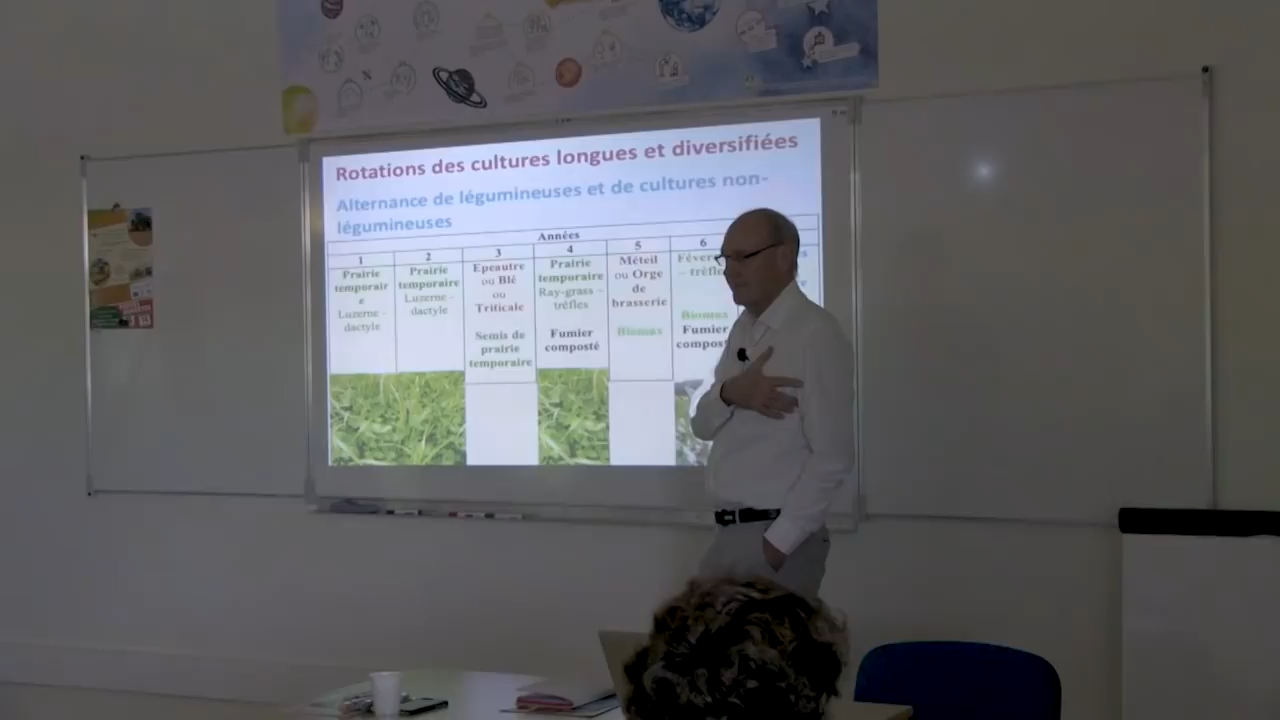 Rotations des cultures longues et diversifiées
Alternance de légumineuses et de cultures non-
légumineuses
Années
1 2 3 4 5 6
Prairie
temporair
e
Luzerne -
dactyle
Prairie
temporaire
Luzerne -
dactyle
Epeautre
ou Blé
ou
Triticale
Semis de
prairie
temporaire
Prairie
temporaire
Ray-grass –
trèfles
Fumier
composté
Méteil
ou Orge
de
brasserie
Biomax
Biomax
Fumier